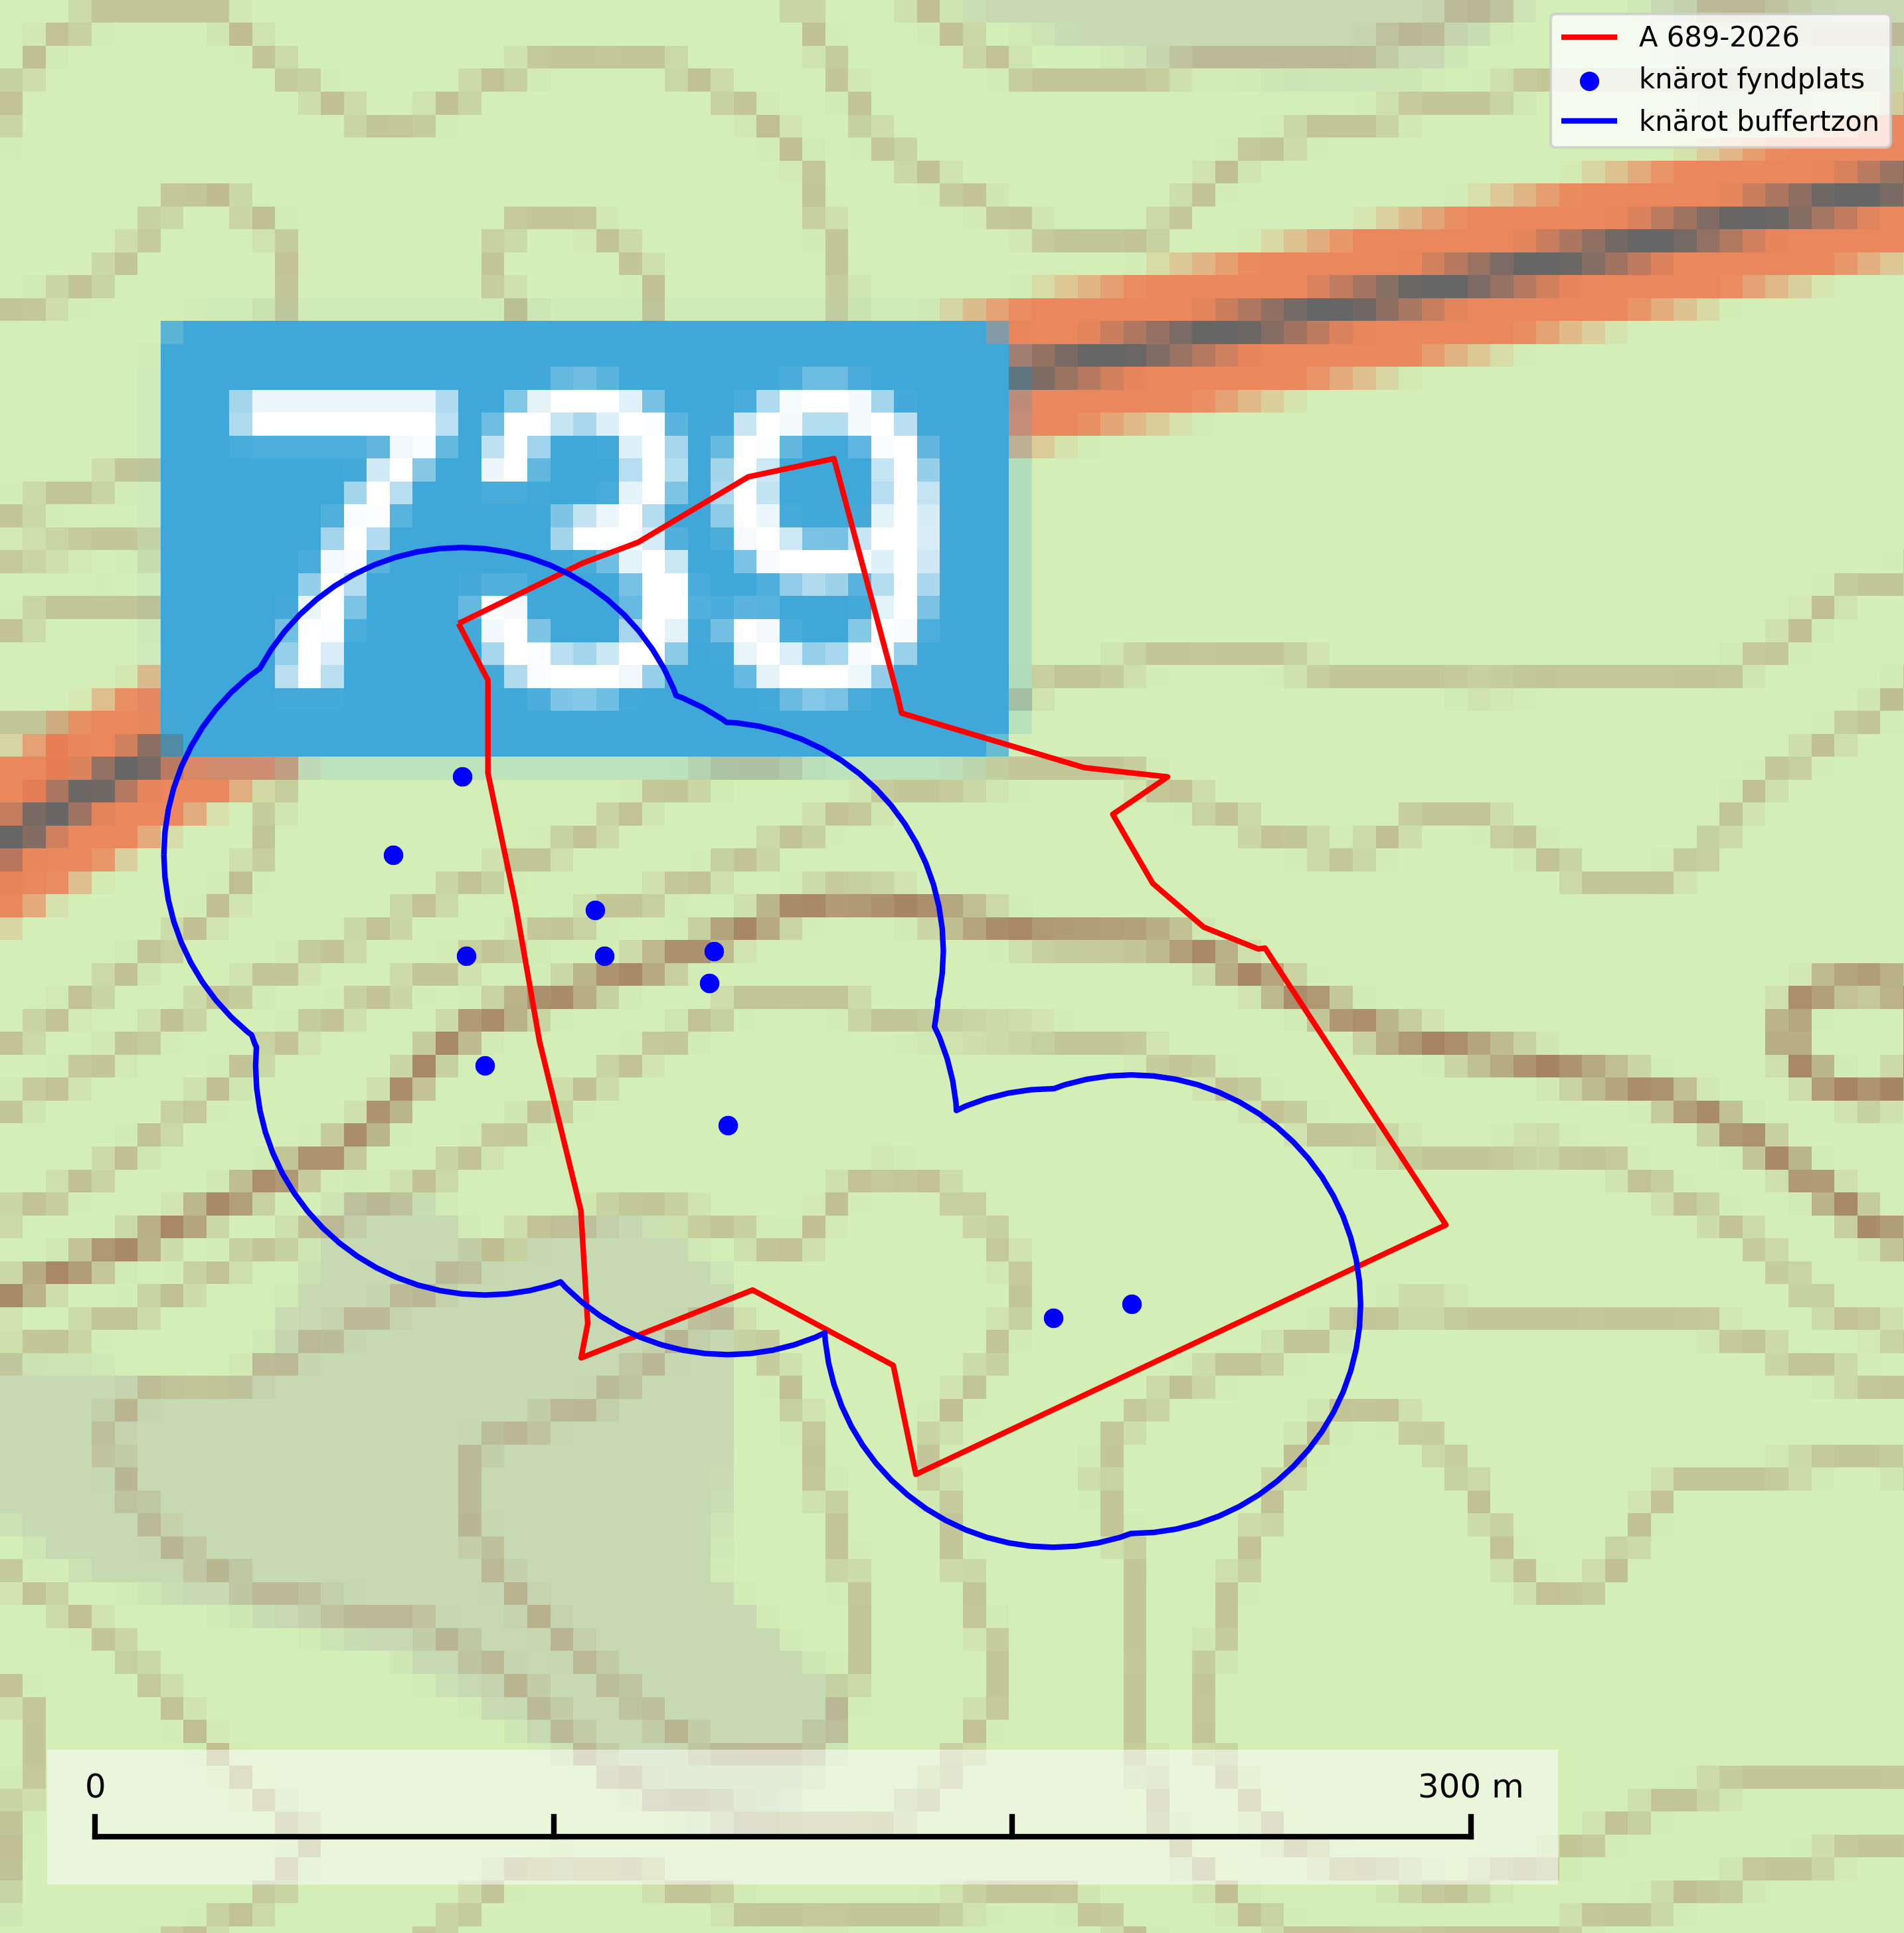 A 689-2026
knärot fyndplats
knärot buffertzon
739
0 300 m